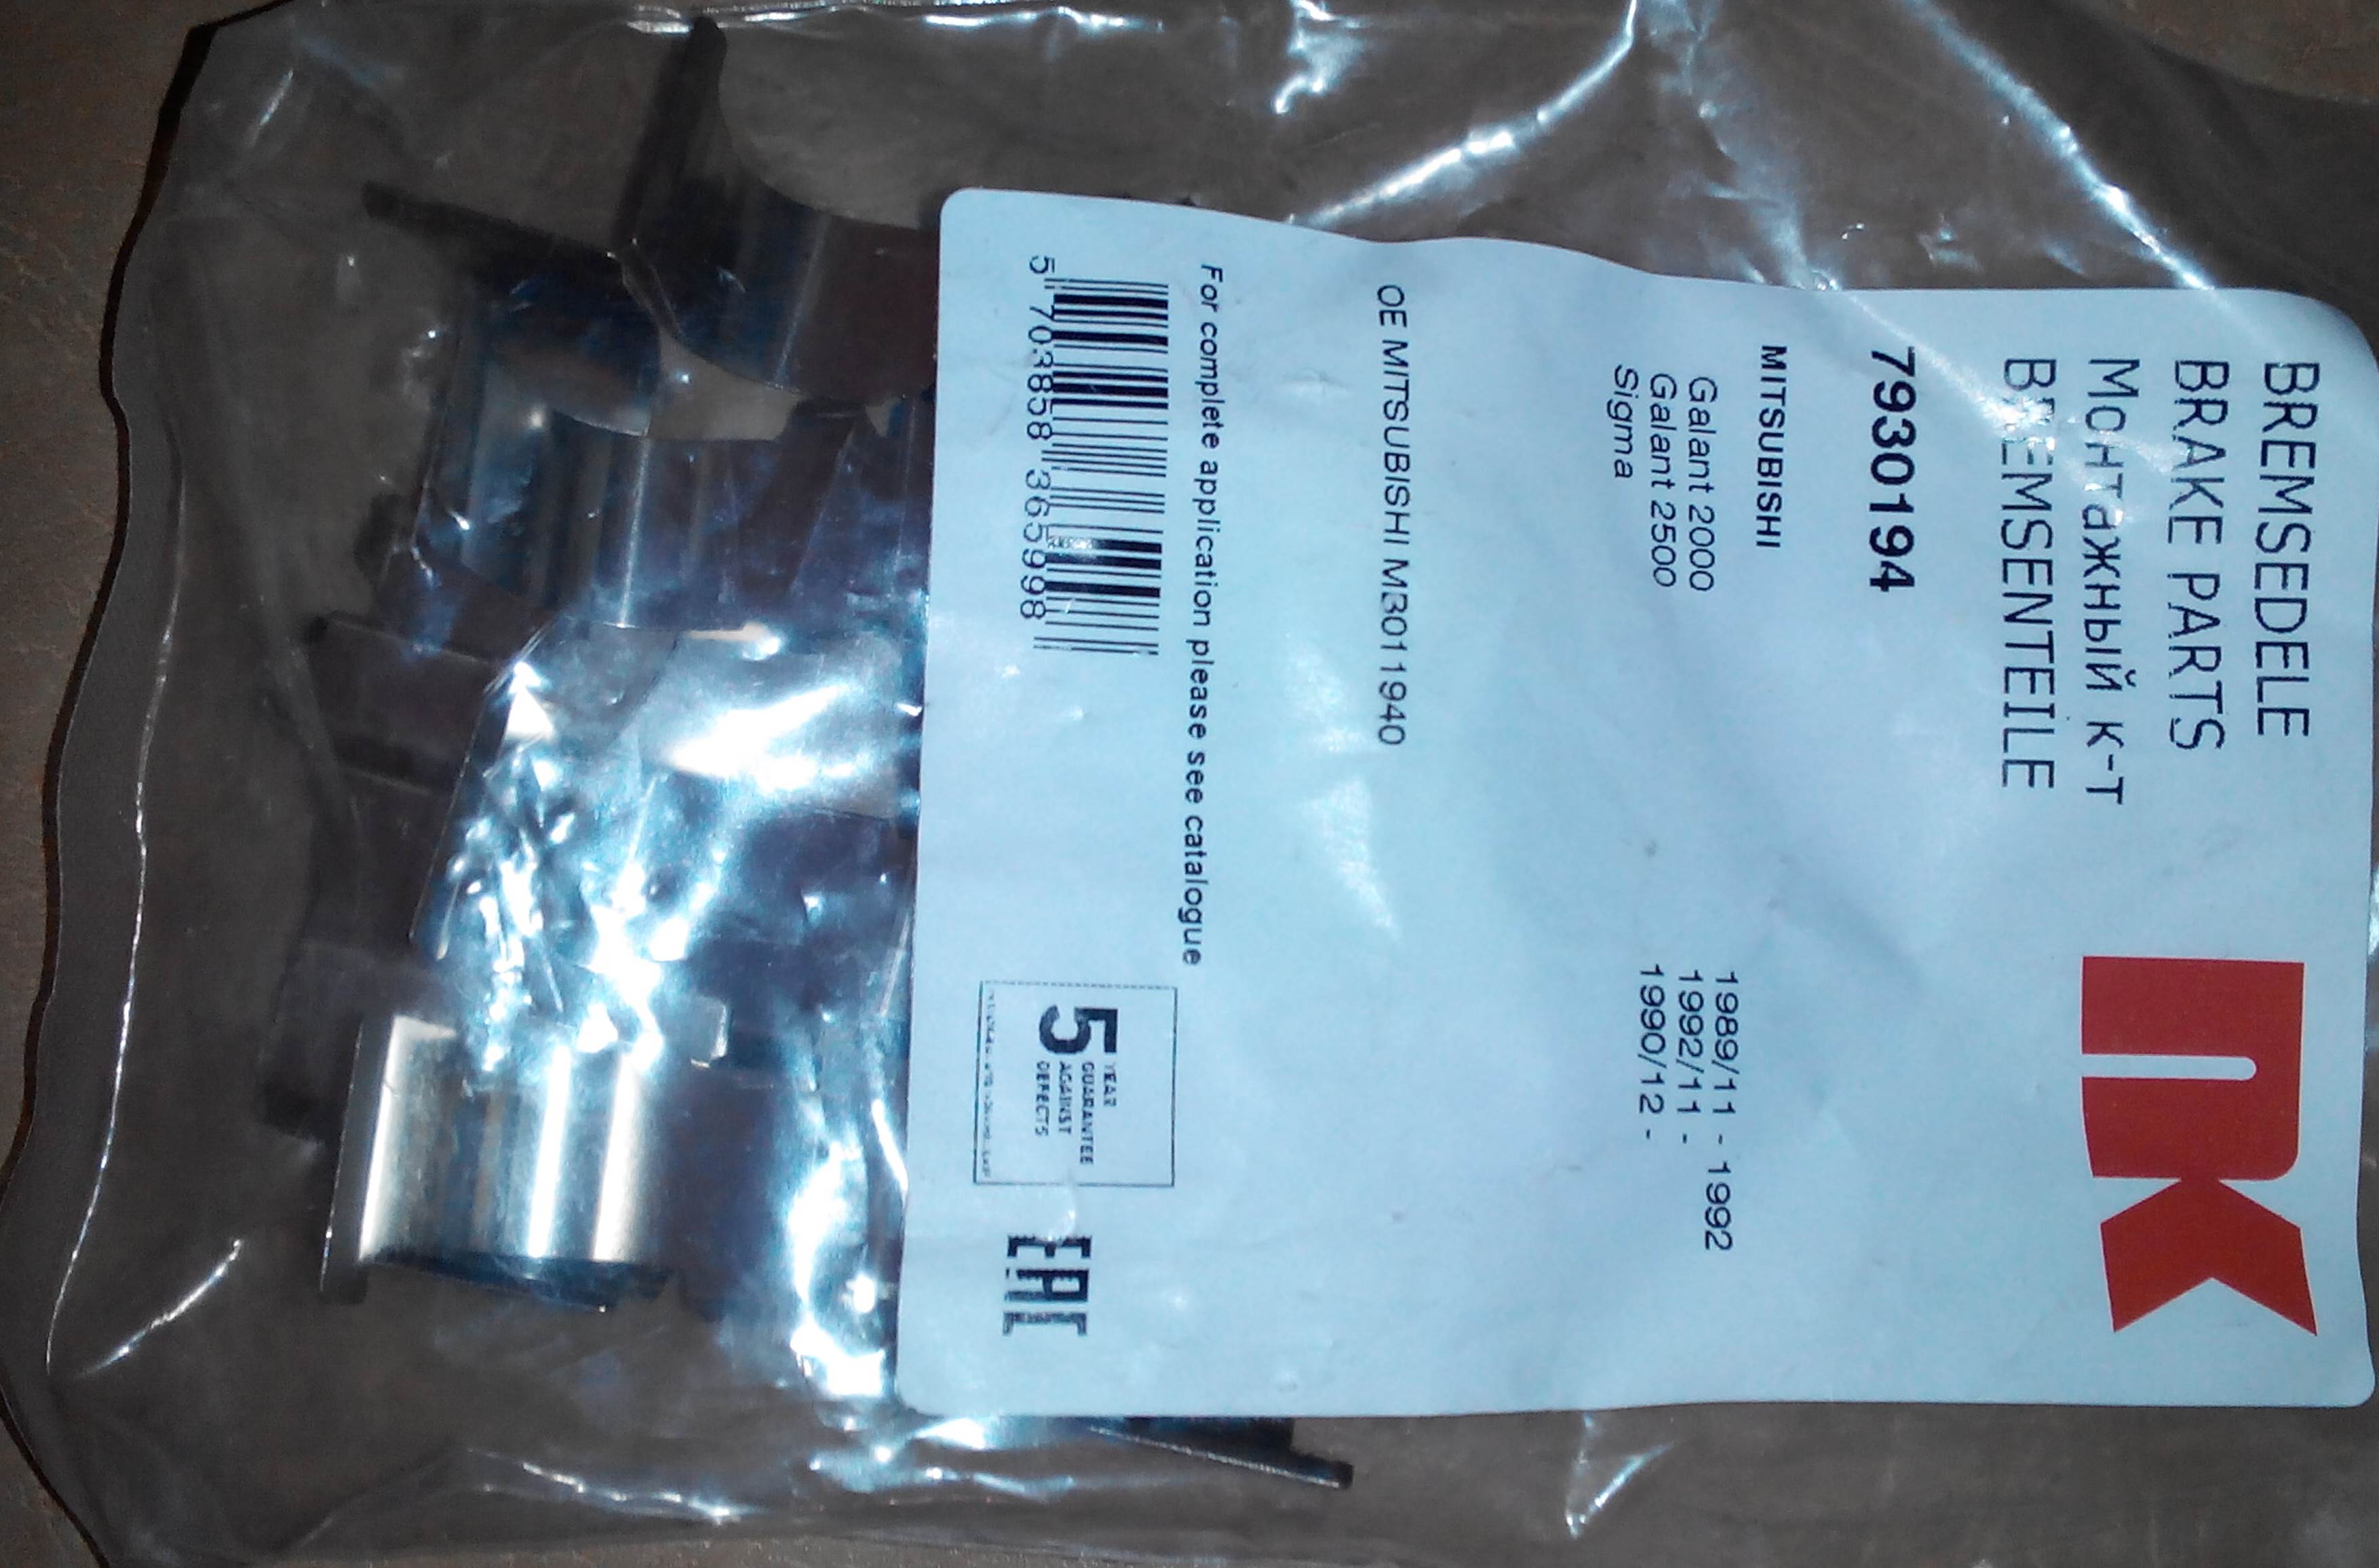 BREMSEDELE
BRAKE PARTS
Монтажный к-т
BREMSENTEILE
NK
7930194
MITSUBISHI
Galant 2000 1989/11 - 1992
Galant 2500 1992/11 -
Sigma 1990/12 -
OE MITSUBISHI M3011940
For complete application please see catalogue
5 703858 365998
5 YEAR
GUARANTEE
AGAINST
DEFECTS
EAC